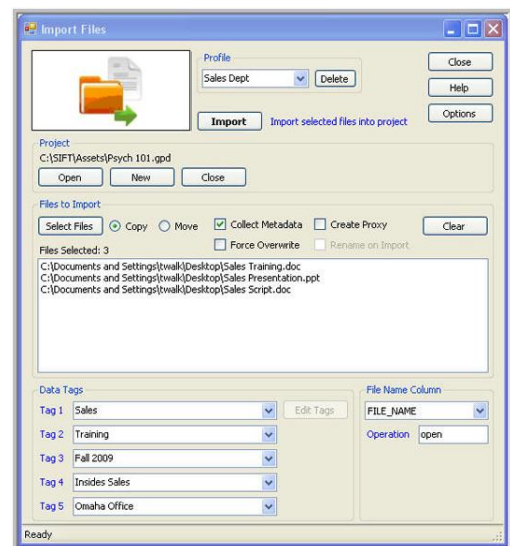 Import Files
Profile
Sales Dept Delete
Close
Help
Import Import selected files into project
Options
Project
C:\SIFT\Assets\Psych 101.gpd
Open New Close
Files to Import
Select Files Copy Move Collect Metadata Create Proxy Clear
Force Overwrite Rename on Import
Files Selected: 3
C:\Documents and Settings\twalk\Desktop\Sales Training.doc
C:\Documents and Settings\twalk\Desktop\Sales Presentation.ppt
C:\Documents and Settings\twalk\Desktop\Sales Script.doc
Data Tags
Tag 1 Sales Edit Tags
Tag 2 Training
Tag 3 Fall 2009
Tag 4 Insides Sales
Tag 5 Omaha Office
File Name Column
FILE_NAME
Operation open
Ready